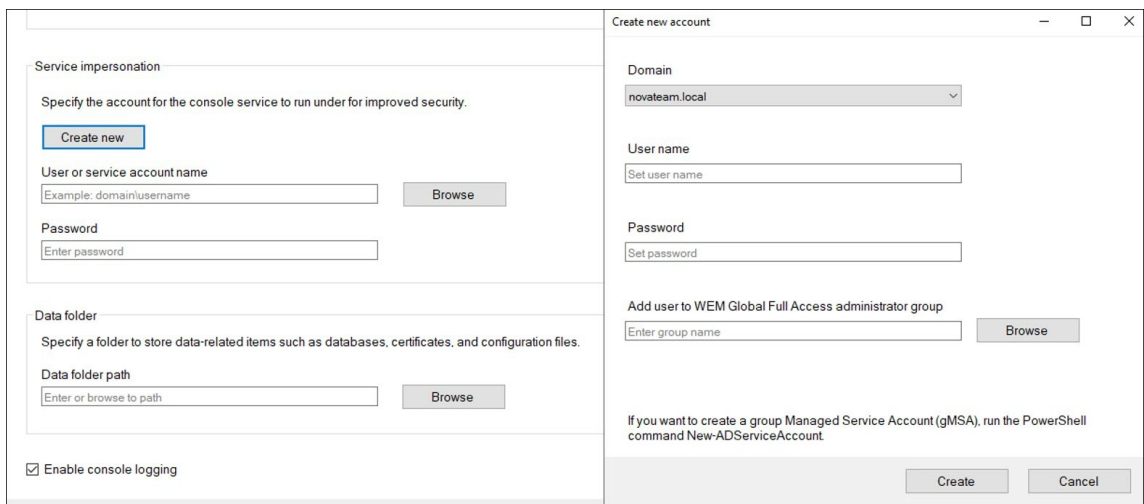 Service impersonation
Specify the account for the console service to run under for improved security.
Create new
User or service account name
Example: domain\username
Browse
Password
Enter password
Data folder
Specify a folder to store data-related items such as databases, certificates, and configuration files.
Data folder path
Enter or browse to path
Browse
Enable console logging
Create new account
Domain
novateam.local
User name
Set user name
Password
Set password
Add user to WEM Global Full Access administrator group
Enter group name
Browse
If you want to create a group Managed Service Account (gMSA), run the PowerShell
command New-ADServiceAccount.
Create
Cancel